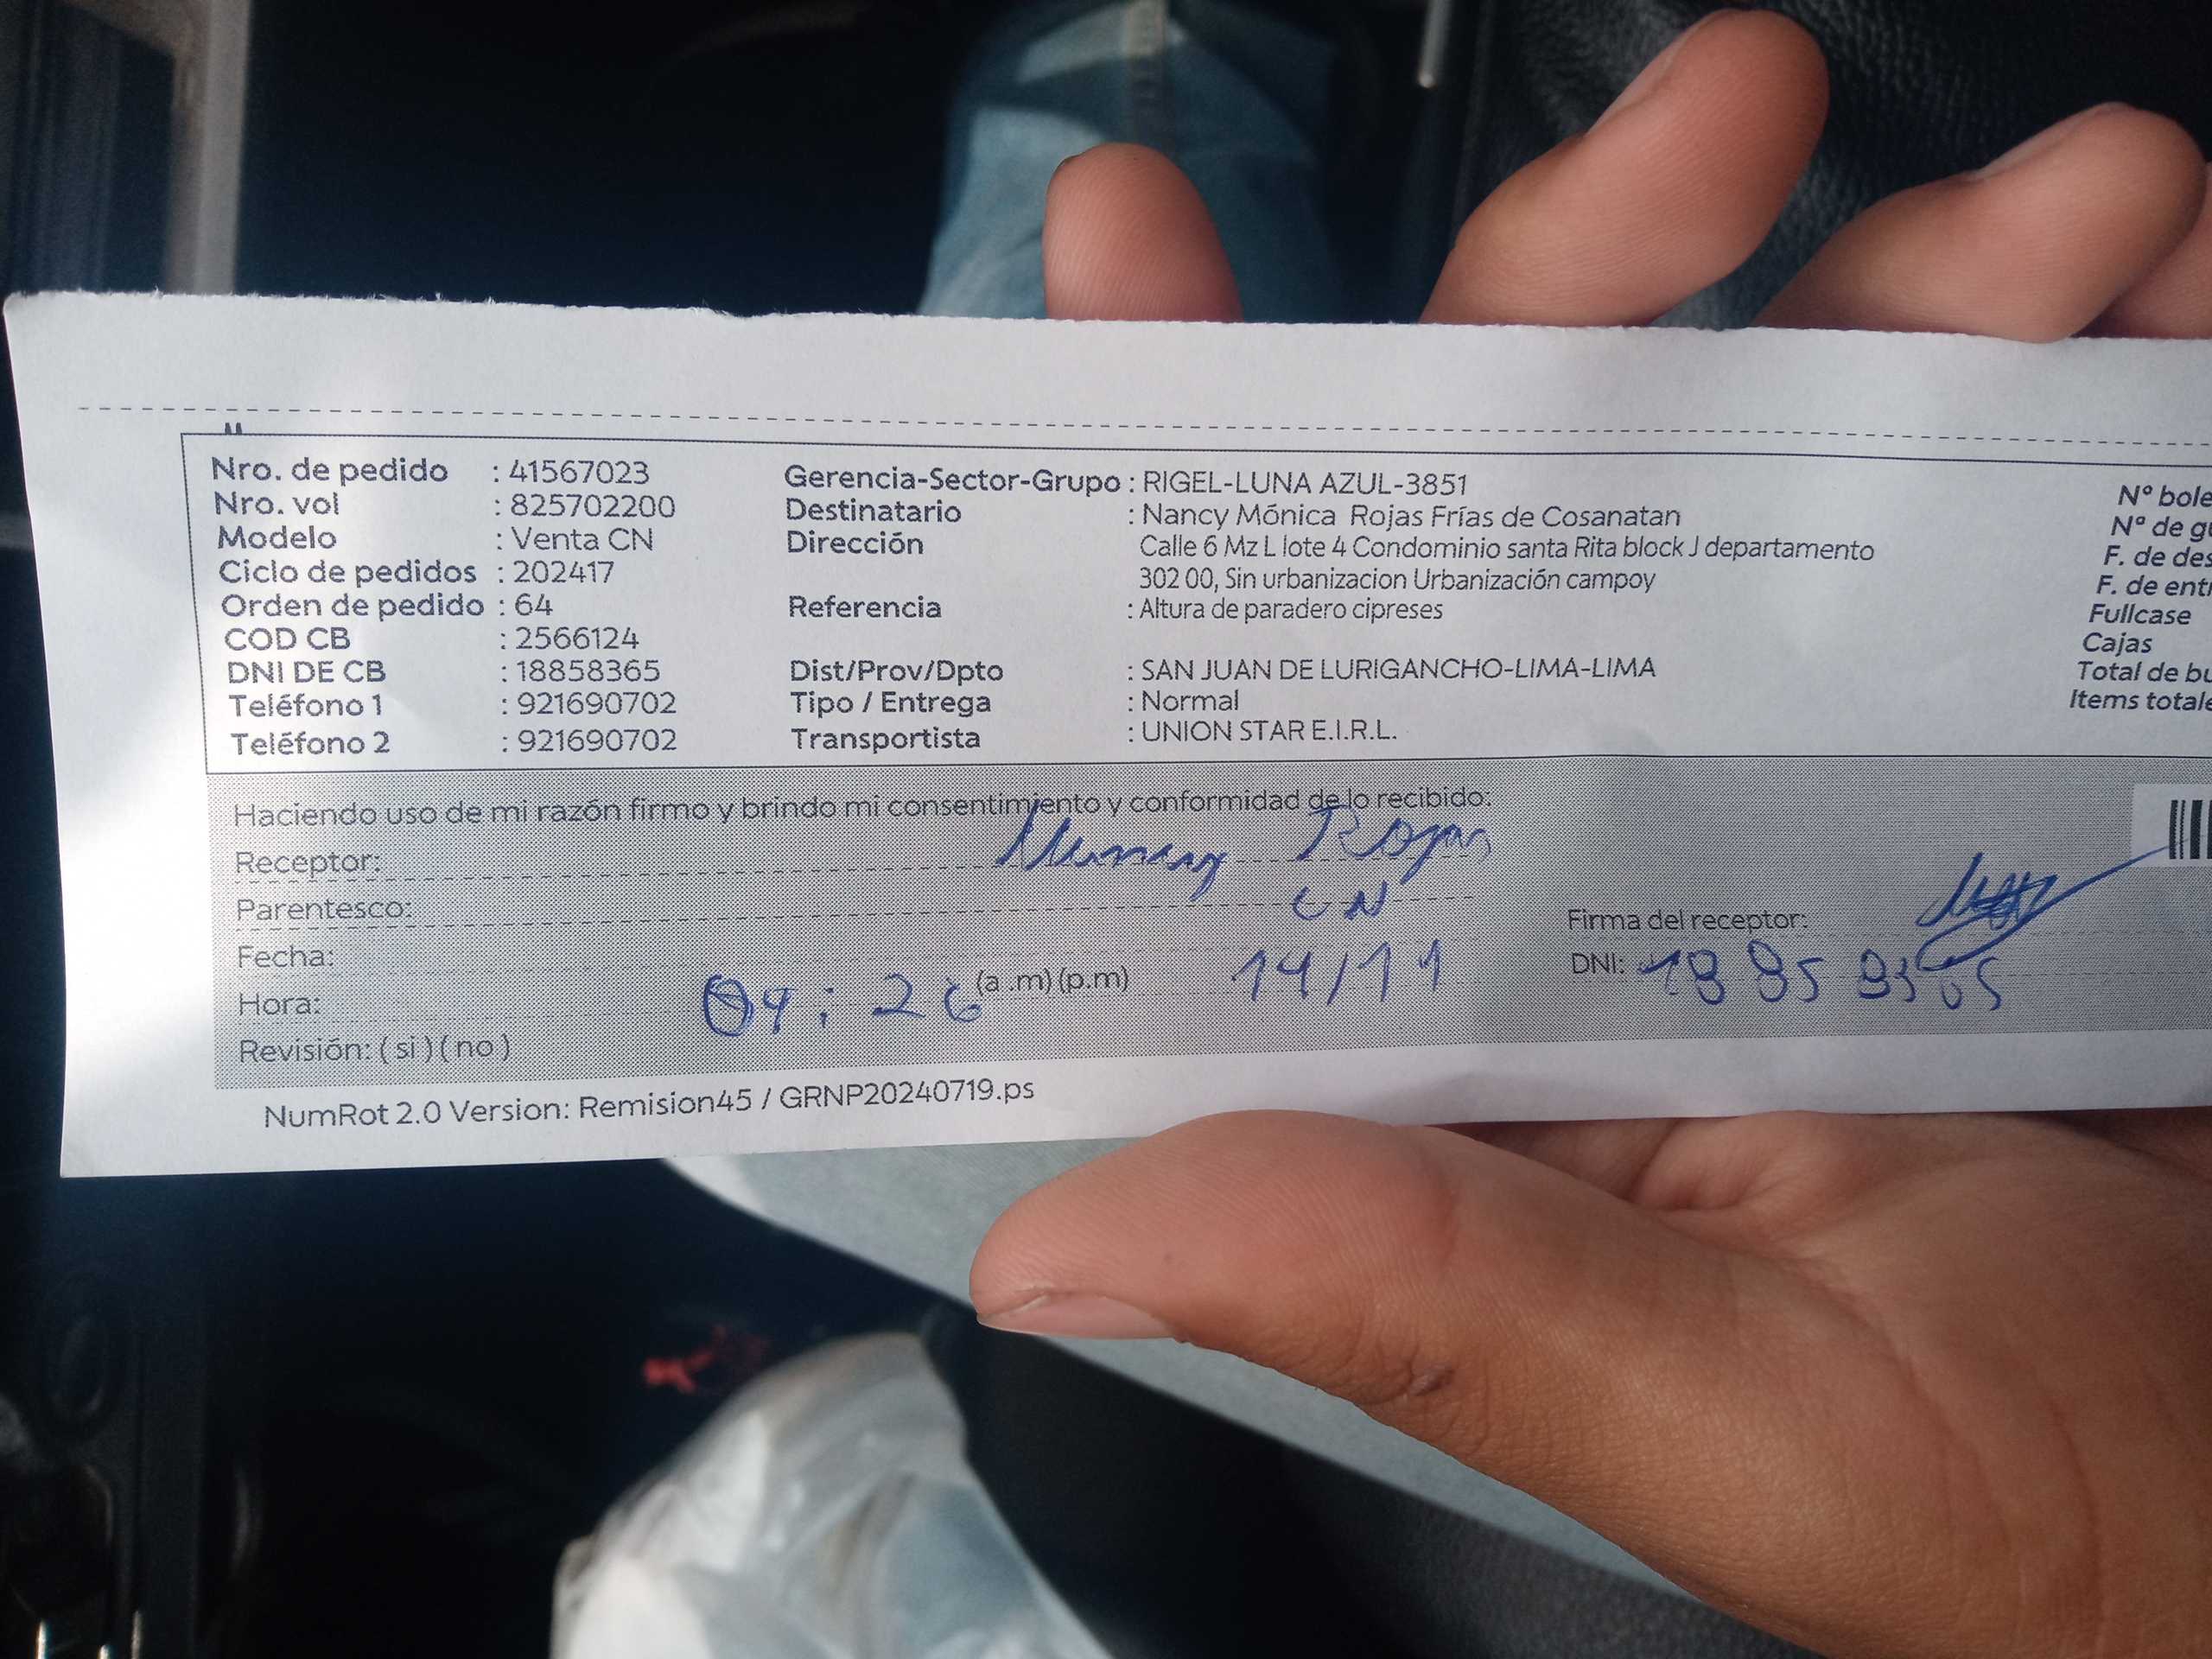 Nro. de pedido : 41567023
Nro. vol : 825702200
Modelo : Venta CN
Ciclo de pedidos : 202417
Orden de pedido : 64
COD CB : 2566124
DNI DE CB : 18858365
Teléfono 1 : 921690702
Teléfono 2 : 921690702
Gerencia-Sector-Grupo : RIGEL-LUNA AZUL-3851
Destinatario : Nancy Mónica Rojas Frías de Cosanatan
Dirección Calle 6 Mz L lote 4 Condominio santa Rita block J departamento
302 00, Sin urbanizacion Urbanización campoy
Referencia : Altura de paradero cipreses
Dist/Prov/Dpto : SAN JUAN DE LURIGANCHO-LIMA-LIMA
Tipo / Entrega : Normal
Transportista : UNION STAR E.I.R.L.
N° bole
N° de gu
F. de des
F. de entr
Fullcase
Cajas
Total de bu
Items totale
Haciendo uso de mi razón firmo y brindo mi consentimiento y conformidad de lo recibido:
Receptor: Rojas
Parentesco: CN
Fecha: 14/11
Hora: 04:26 (a .m) (p.m)
Revisión: ( si ) ( no )
Firma del receptor:
DNI:
NumRot 2.0 Version: Remision45 / GRNP20240719.ps